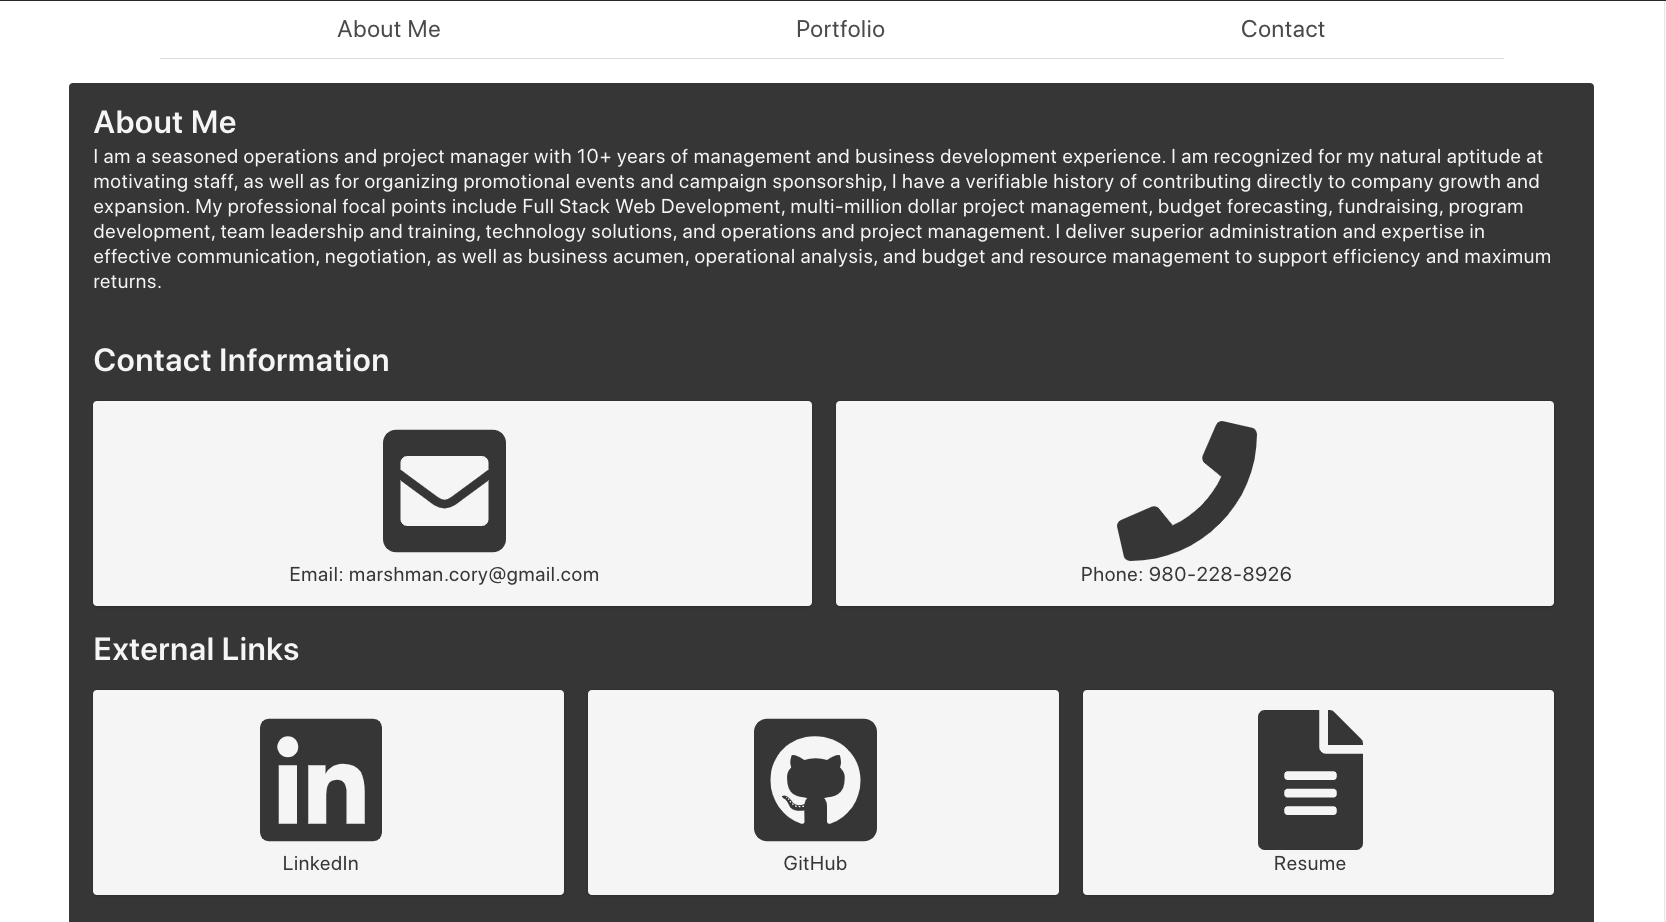 About Me
Portfolio
Contact
About Me
I am a seasoned operations and project manager with 10+ years of management and business development experience. I am recognized for my natural aptitude at
motivating staff, as well as for organizing promotional events and campaign sponsorship, I have a verifiable history of contributing directly to company growth and
expansion. My professional focal points include Full Stack Web Development, multi-million dollar project management, budget forecasting, fundraising, program
development, team leadership and training, technology solutions, and operations and project management. I deliver superior administration and expertise in
effective communication, negotiation, as well as business acumen, operational analysis, and budget and resource management to support efficiency and maximum
returns.
Contact Information
Email: marshman.cory@gmail.com
Phone: 980-228-8926
External Links
in
LinkedIn
GitHub
Resume